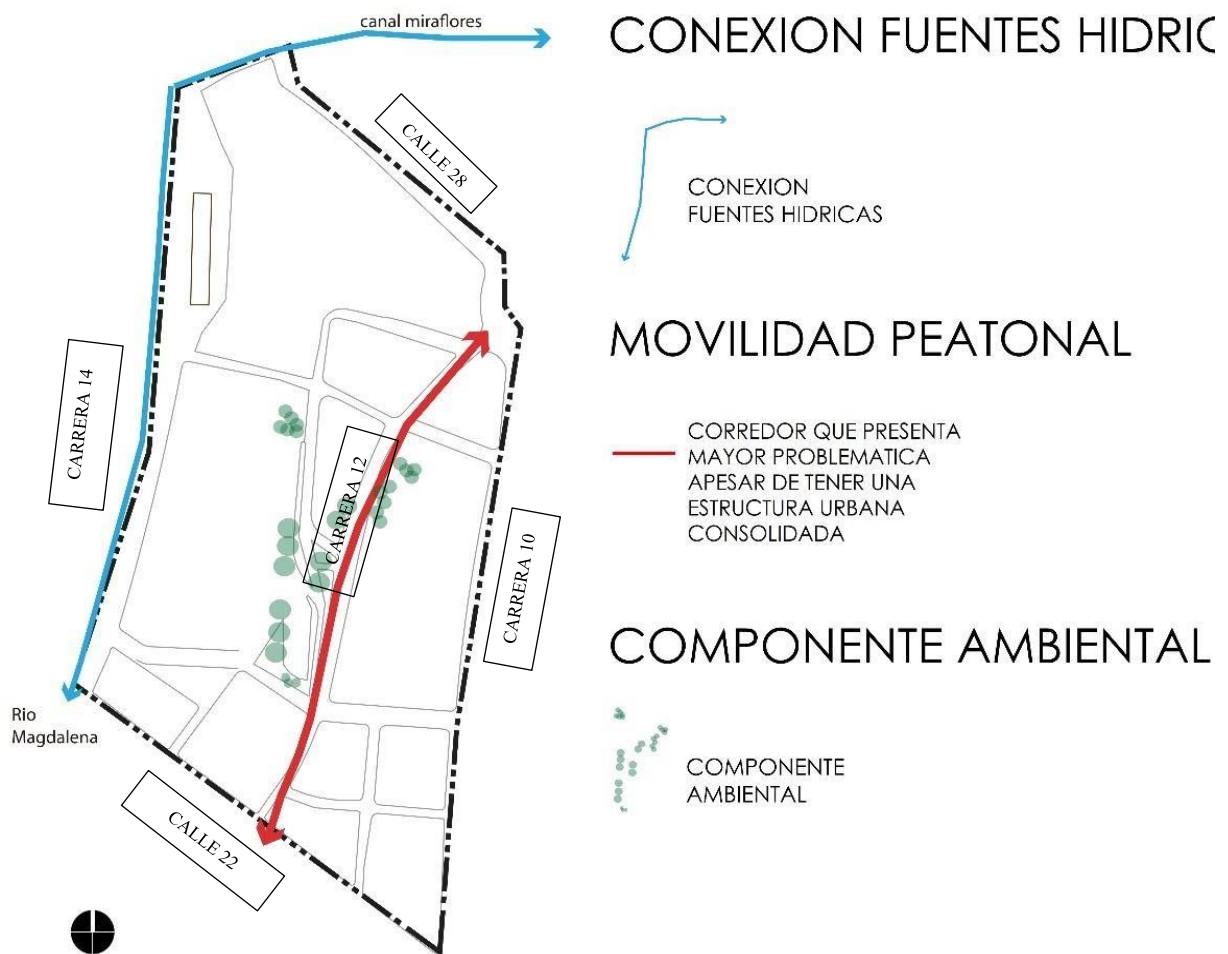 canal miraflores
CALLE 28
CARRERA 14
CARRERA 12
CARRERA 10
Rio
Magdalena
CALLE 22
CONEXION FUENTES HIDRIC
CONEXION
FUENTES HIDRICAS
MOVILIDAD PEATONAL
CORREDOR QUE PRESENTA
MAYOR PROBLEMATICA
APESAR DE TENER UNA
ESTRUCTURA URBANA
CONSOLIDADA
COMPONENTE AMBIENTAL
COMPONENTE
AMBIENTAL